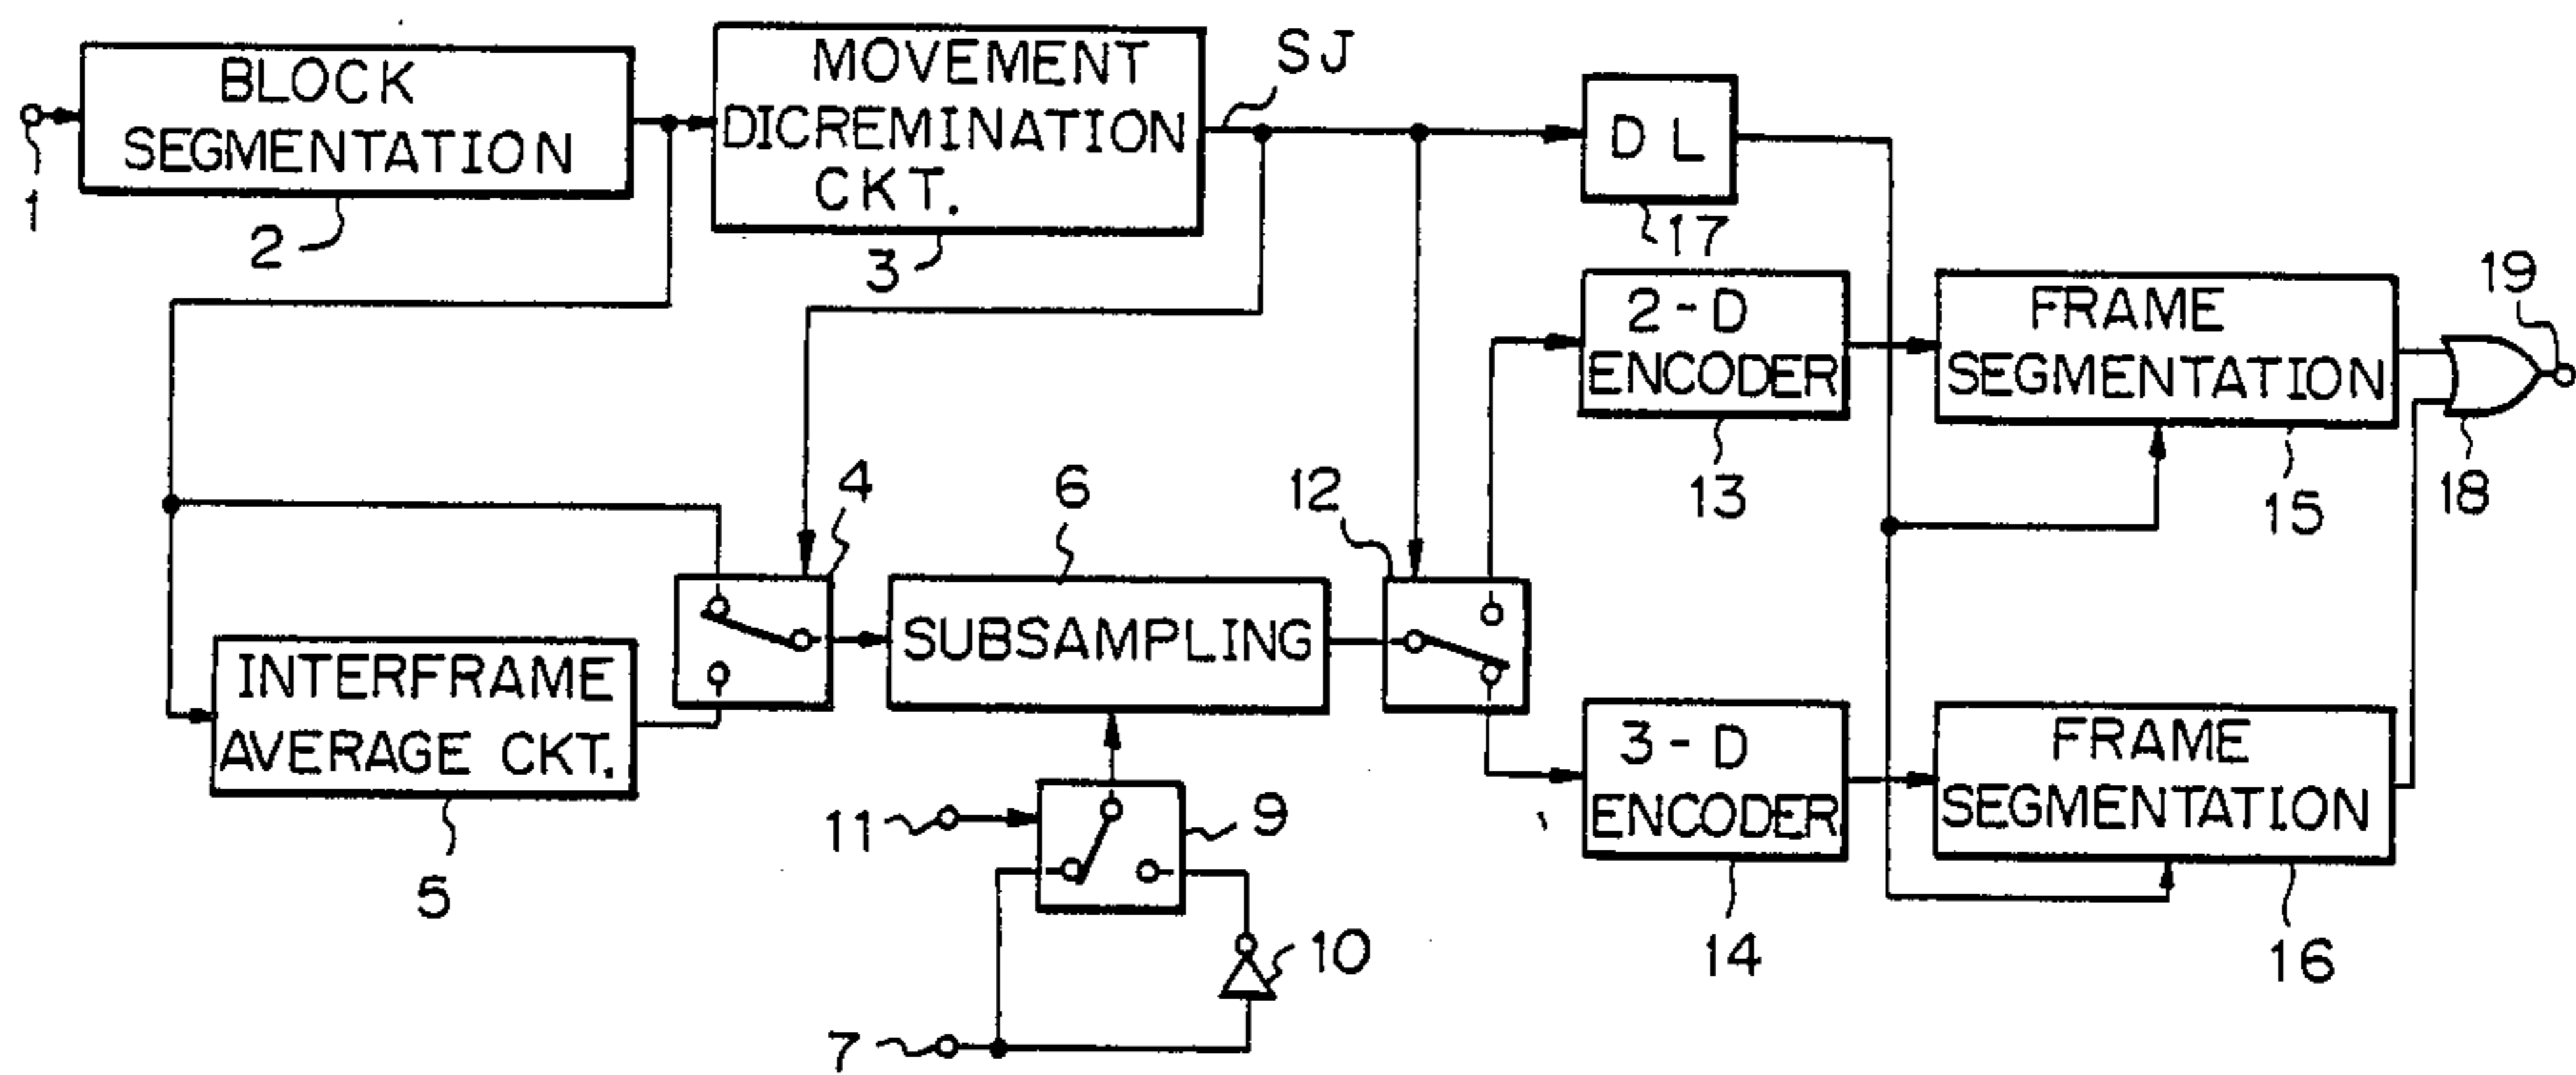 BLOCK
SEGMENTATION
MOVEMENT
DICREMINATION
CKT.
SJ
DL
1
2
3
17
2-D
ENCODER
FRAME
SEGMENTATION
19
4
6
12
13
15
18
SUBSAMPLING
INTERFRAME
AVERAGE CKT.
3-D
ENCODER
FRAME
SEGMENTATION
11
9
5
14
10
16
7